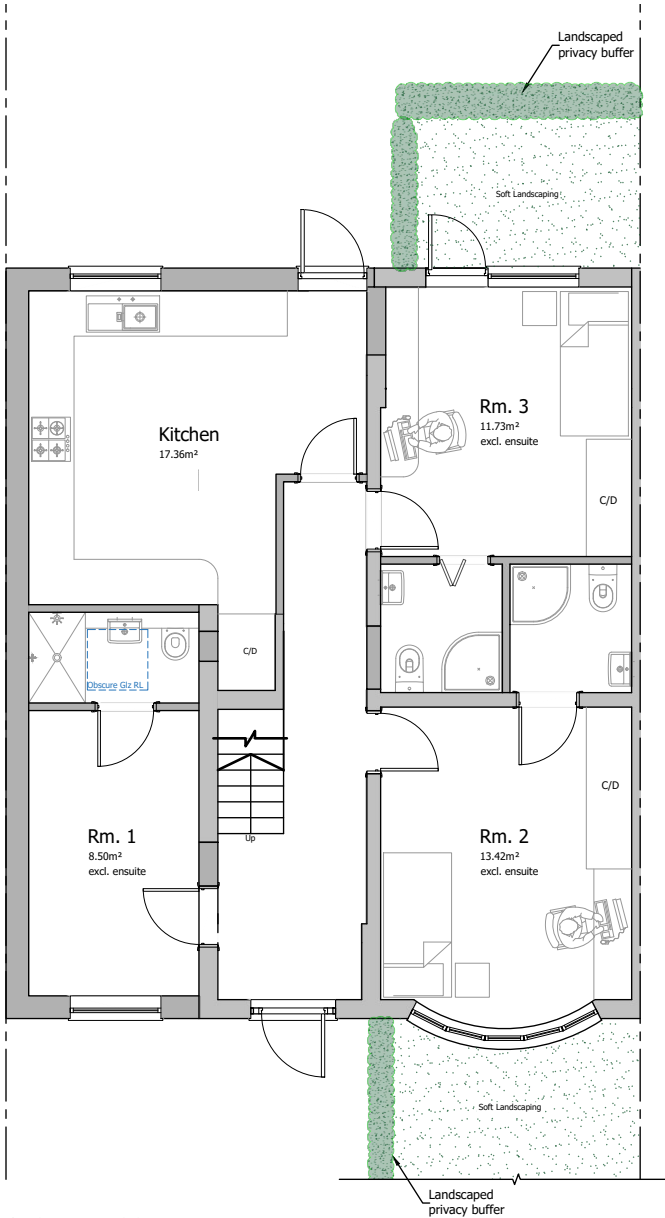 Landscaped
privacy buffer
Soft Landscaping
Kitchen
17.36m²
Rm. 3
11.73m²
excl. ensuite
C/D
C/D
Obscure Glz RL
C/D
Rm. 1
8.50m²
excl. ensuite
Up
Rm. 2
13.42m²
excl. ensuite
Soft Landscaping
Landscaped
privacy buffer